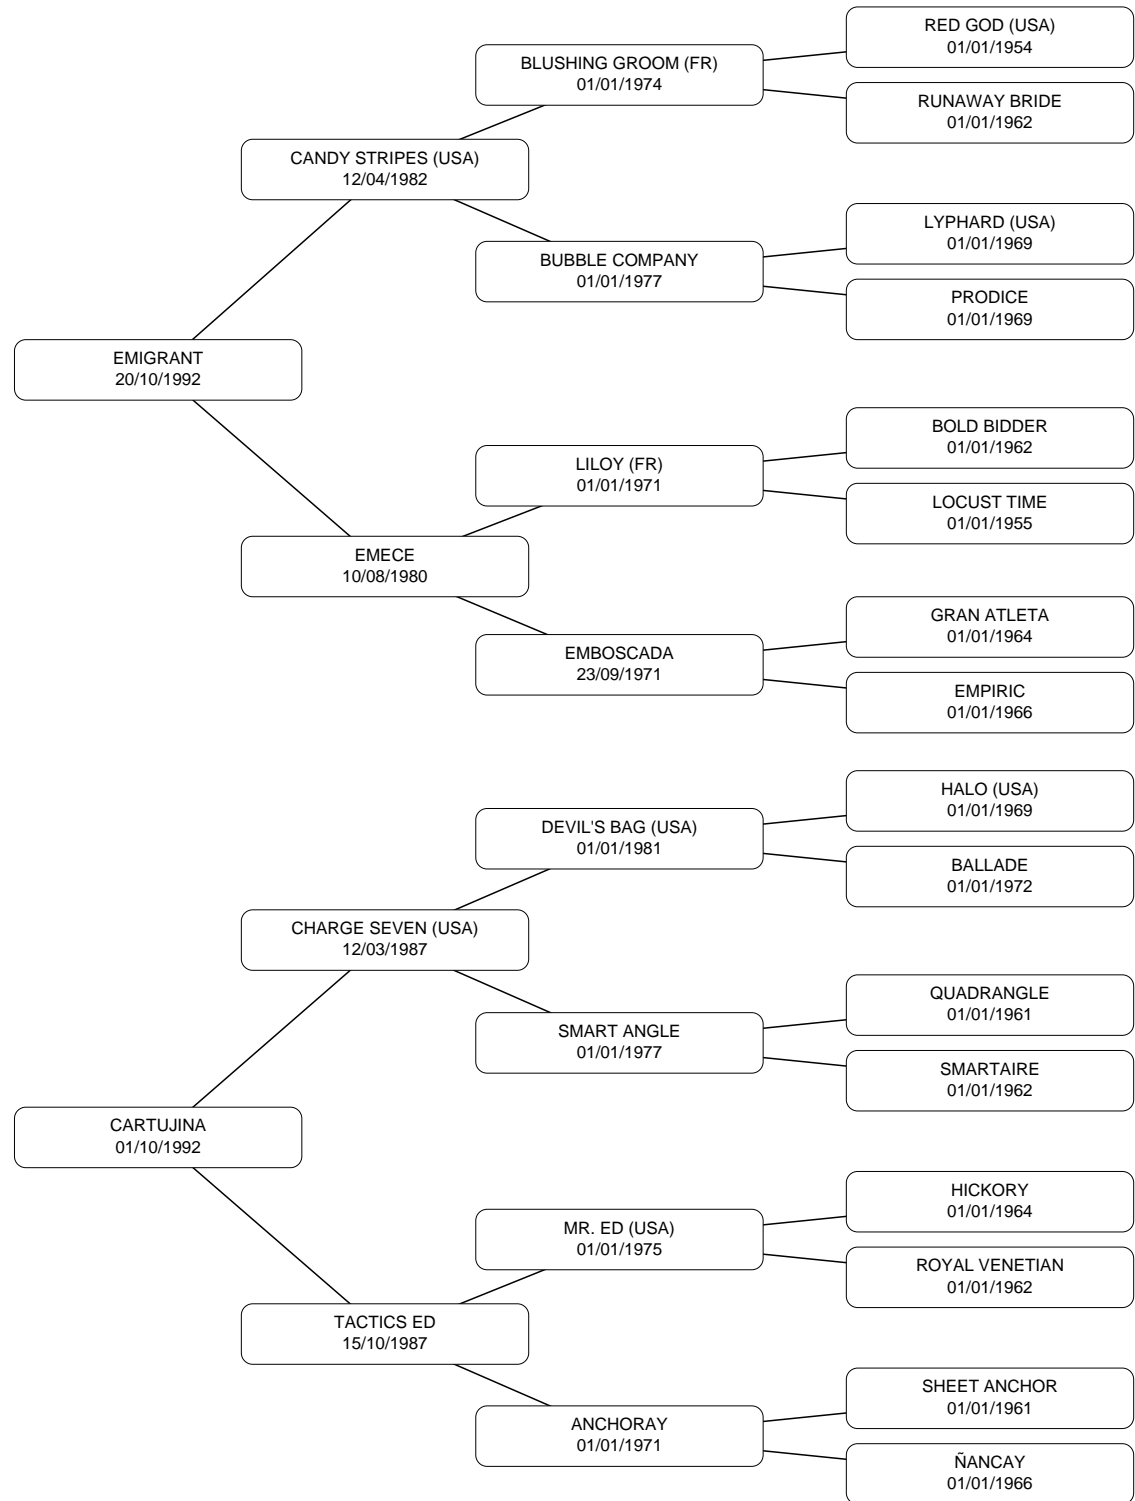 RED GOD (USA)
01/01/1954
BLUSHING GROOM (FR)
01/01/1974
RUNAWAY BRIDE
01/01/1962
CANDY STRIPES (USA)
12/04/1982
LYPHARD (USA)
01/01/1969
BUBBLE COMPANY
01/01/1977
PRODICE
01/01/1969
EMIGRANT
20/10/1992
BOLD BIDDER
01/01/1962
LILOY (FR)
01/01/1971
LOCUST TIME
01/01/1955
EMECE
10/08/1980
GRAN ATLETA
01/01/1964
EMBOSCADA
23/09/1971
EMPIRIC
01/01/1966
HALO (USA)
01/01/1969
DEVIL'S BAG (USA)
01/01/1981
BALLADE
01/01/1972
CHARGE SEVEN (USA)
12/03/1987
QUADRANGLE
01/01/1961
SMART ANGLE
01/01/1977
SMARTAIRE
01/01/1962
CARTUJINA
01/10/1992
HICKORY
01/01/1964
MR. ED (USA)
01/01/1975
ROYAL VENETIAN
01/01/1962
TACTICS ED
15/10/1987
SHEET ANCHOR
01/01/1961
ANCHORAY
01/01/1971
ÑANCAY
01/01/1966